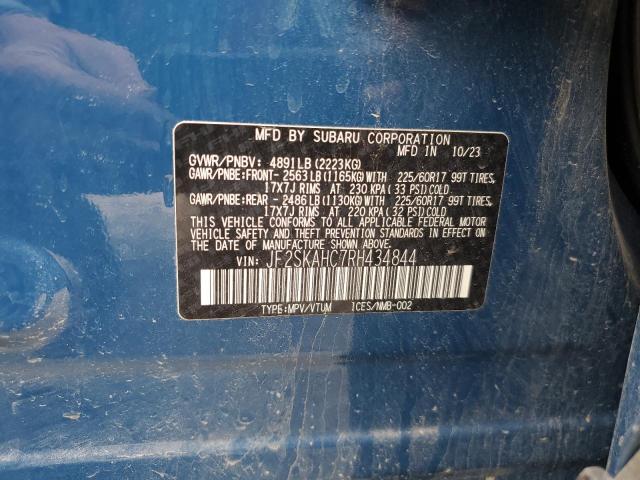 MFD BY SUBARU CORPORATION
MFD IN 10/23
GVWR/PNBV: 4891LB(2223KG)
GAWR/PNBE:FRONT-2563LB(1165KG)WITH 225/60R17 99T TIRES,
17X7J RIMS AT 230 KPA(33 PSI)COLD
GAWR/PNBE:REAR -2486LB(1130KG)WITH 225/60R17 99T TIRES,
17X7J RIMS AT 220 KPA(32 PSI)COLD
THIS VEHICLE CONFORMS TO ALL APPLICABLE FEDERAL MOTOR
VEHICLE SAFETY AND THEFT PREVENTION STANDARDS IN EFFECT
ON THE DATE OF MANUFACTURE SHOWN ABOVE.
VIN: JF2SKAHC7RH434844
TYPE:MPV/VTUM ICES/NMB-002